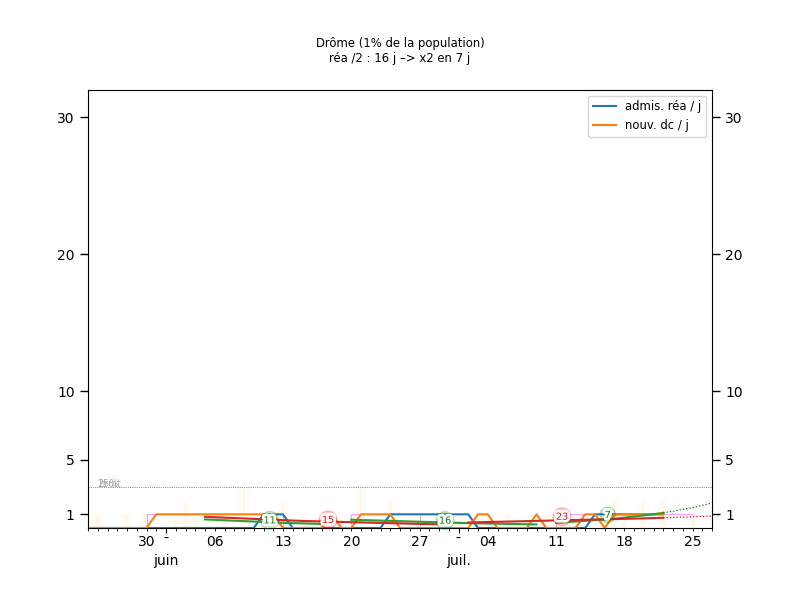 Drôme (1% de la population)
réa /2 : 16 j –> x2 en 7 j
admis. réa / j
nouv. dc / j
30 30
20 20
10 10
5 5
1 1
11 15 16 23 7
30 - 06 13 20 27 - 04 11 18 25
juin juil.